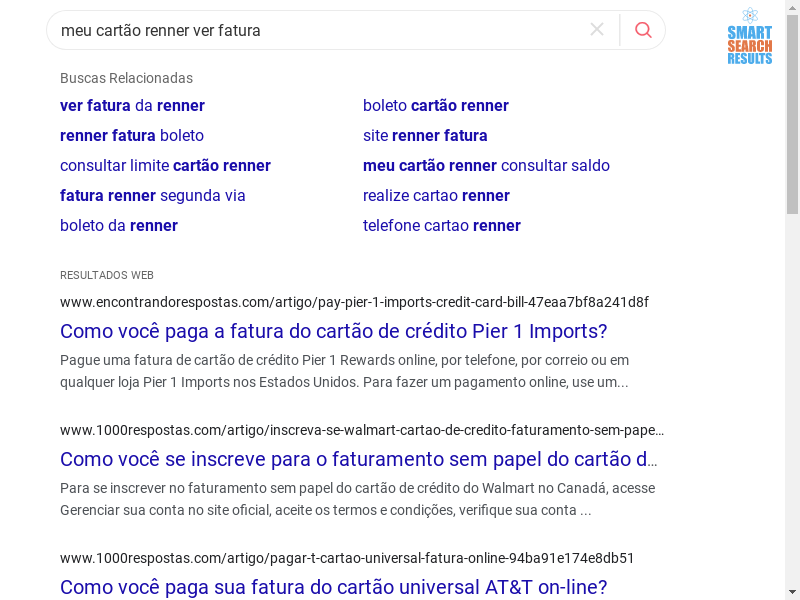 meu cartão renner ver fatura
SMART
SEARCH
RESULTS
Buscas Relacionadas
ver fatura da renner
boleto cartão renner
renner fatura boleto
site renner fatura
consultar limite cartão renner
meu cartão renner consultar saldo
fatura renner segunda via
realize cartao renner
boleto da renner
telefone cartao renner
RESULTADOS WEB
www.encontrandorespostas.com/artigo/pay-pier-1-imports-credit-card-bill-47eaa7bf8a241d8f
Como você paga a fatura do cartão de crédito Pier 1 Imports?
Pague uma fatura de cartão de crédito Pier 1 Rewards online, por telefone, por correio ou em
qualquer loja Pier 1 Imports nos Estados Unidos. Para fazer um pagamento online, use um...
www.1000respostas.com/artigo/inscreva-se-walmart-cartao-de-credito-faturamento-sem-pape...
Como você se inscreve para o faturamento sem papel do cartão d...
Para se inscrever no faturamento sem papel do cartão de crédito do Walmart no Canadá, acesse
Gerenciar sua conta no site oficial, aceite os termos e condições, verifique sua conta ...
www.1000respostas.com/artigo/pagar-t-cartao-universal-fatura-online-94ba91e174e8db51
Como você paga sua fatura do cartão universal AT&T on-line?